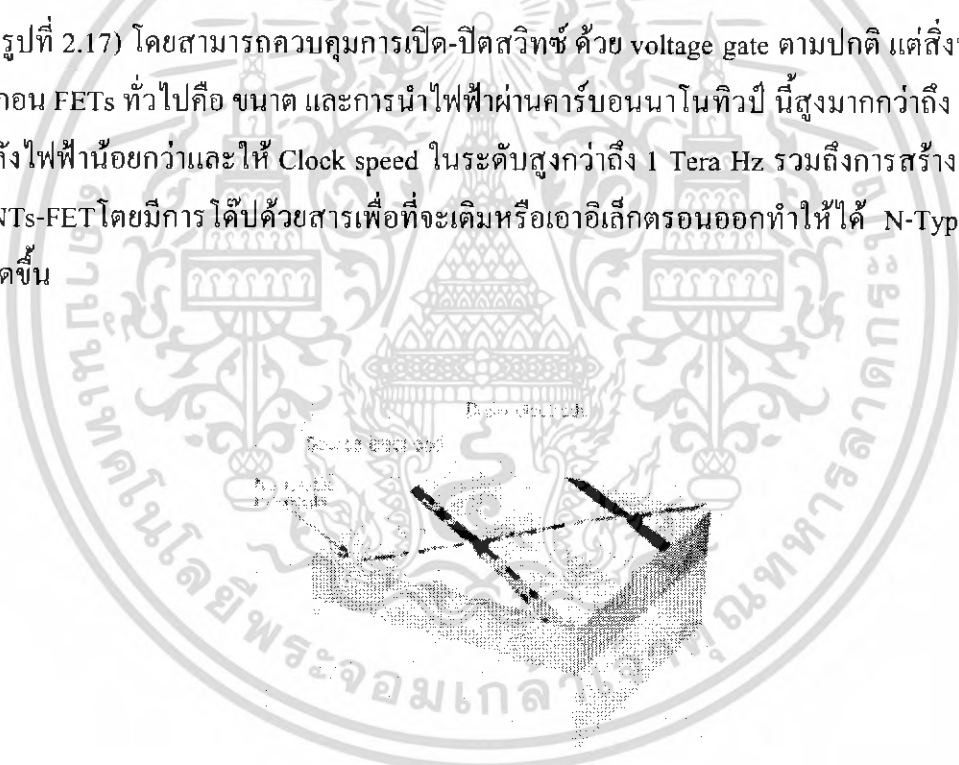 รูปที่ 2.17) โดยสามารถควบคุมการเปิด-ปิดสวิทซ์ ด้วย voltage gate ตามปกติ แต่สิ่ง
กอน FETs ทั่วไปคือ ขนาด และการนำไฟฟ้าผ่านคาร์บอนนาโนทิวป์ นี้สูงมากกว่าถึง
ไฟฟ้าน้อยกว่าและให้ Clock speed ในระดับสูงกว่าถึง 1 Tera Hz รวมถึงการสร้าง
NTs-FETโดยมีการโด๊ปด้วยสารเพื่อที่จะเติมหรือเอาอิเล็กตรอนออกทำให้ได้ N-Typ
ขึ้น
Source